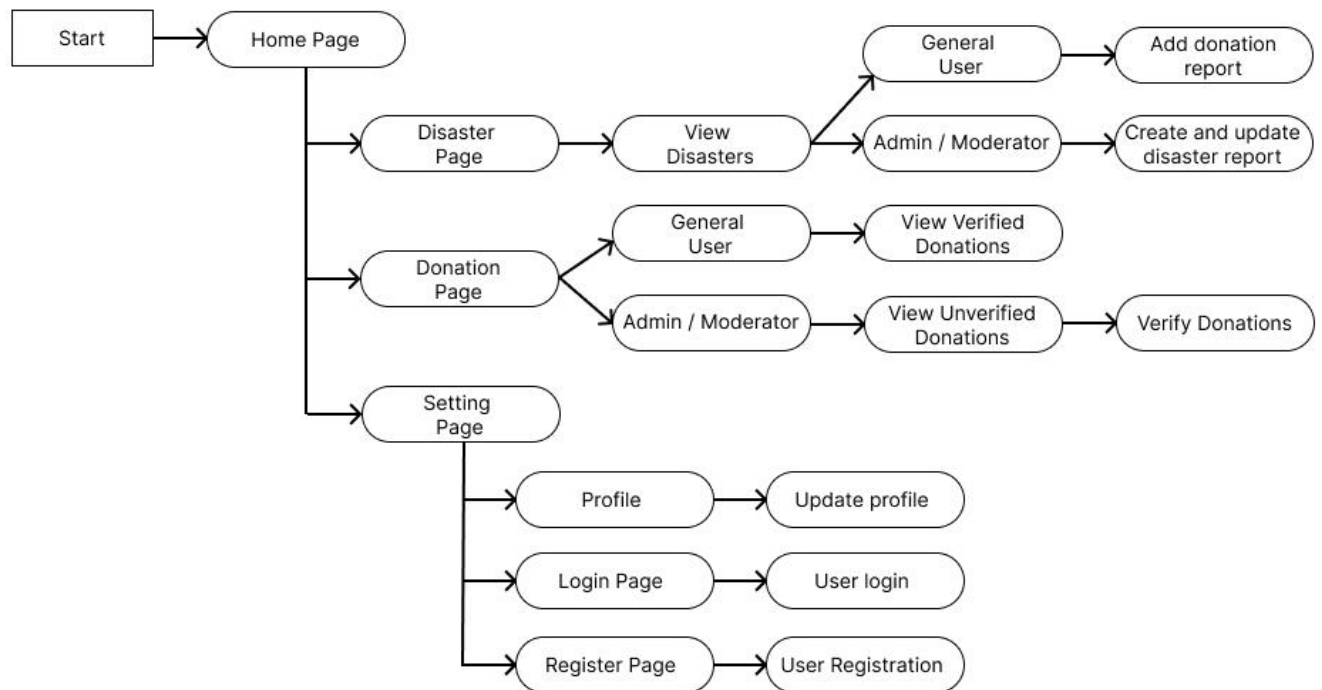 Start
Home Page
General
User
Add donation
report
Disaster
Page
View
Disasters
Admin / Moderator
Create and update
disaster report
General
User
View Verified
Donations
Donation
Page
Admin / Moderator
View Unverified
Donations
Verify Donations
Setting
Page
Profile
Update profile
Login Page
User login
Register Page
User Registration